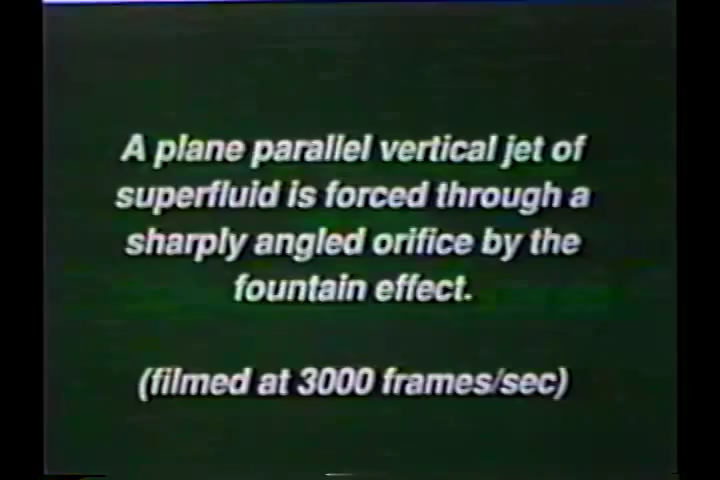 A plane parallel vertical jet of
superfluid is forced through a
sharply angled orifice by the
fountain effect.
(filmed at 3000 frames/sec)